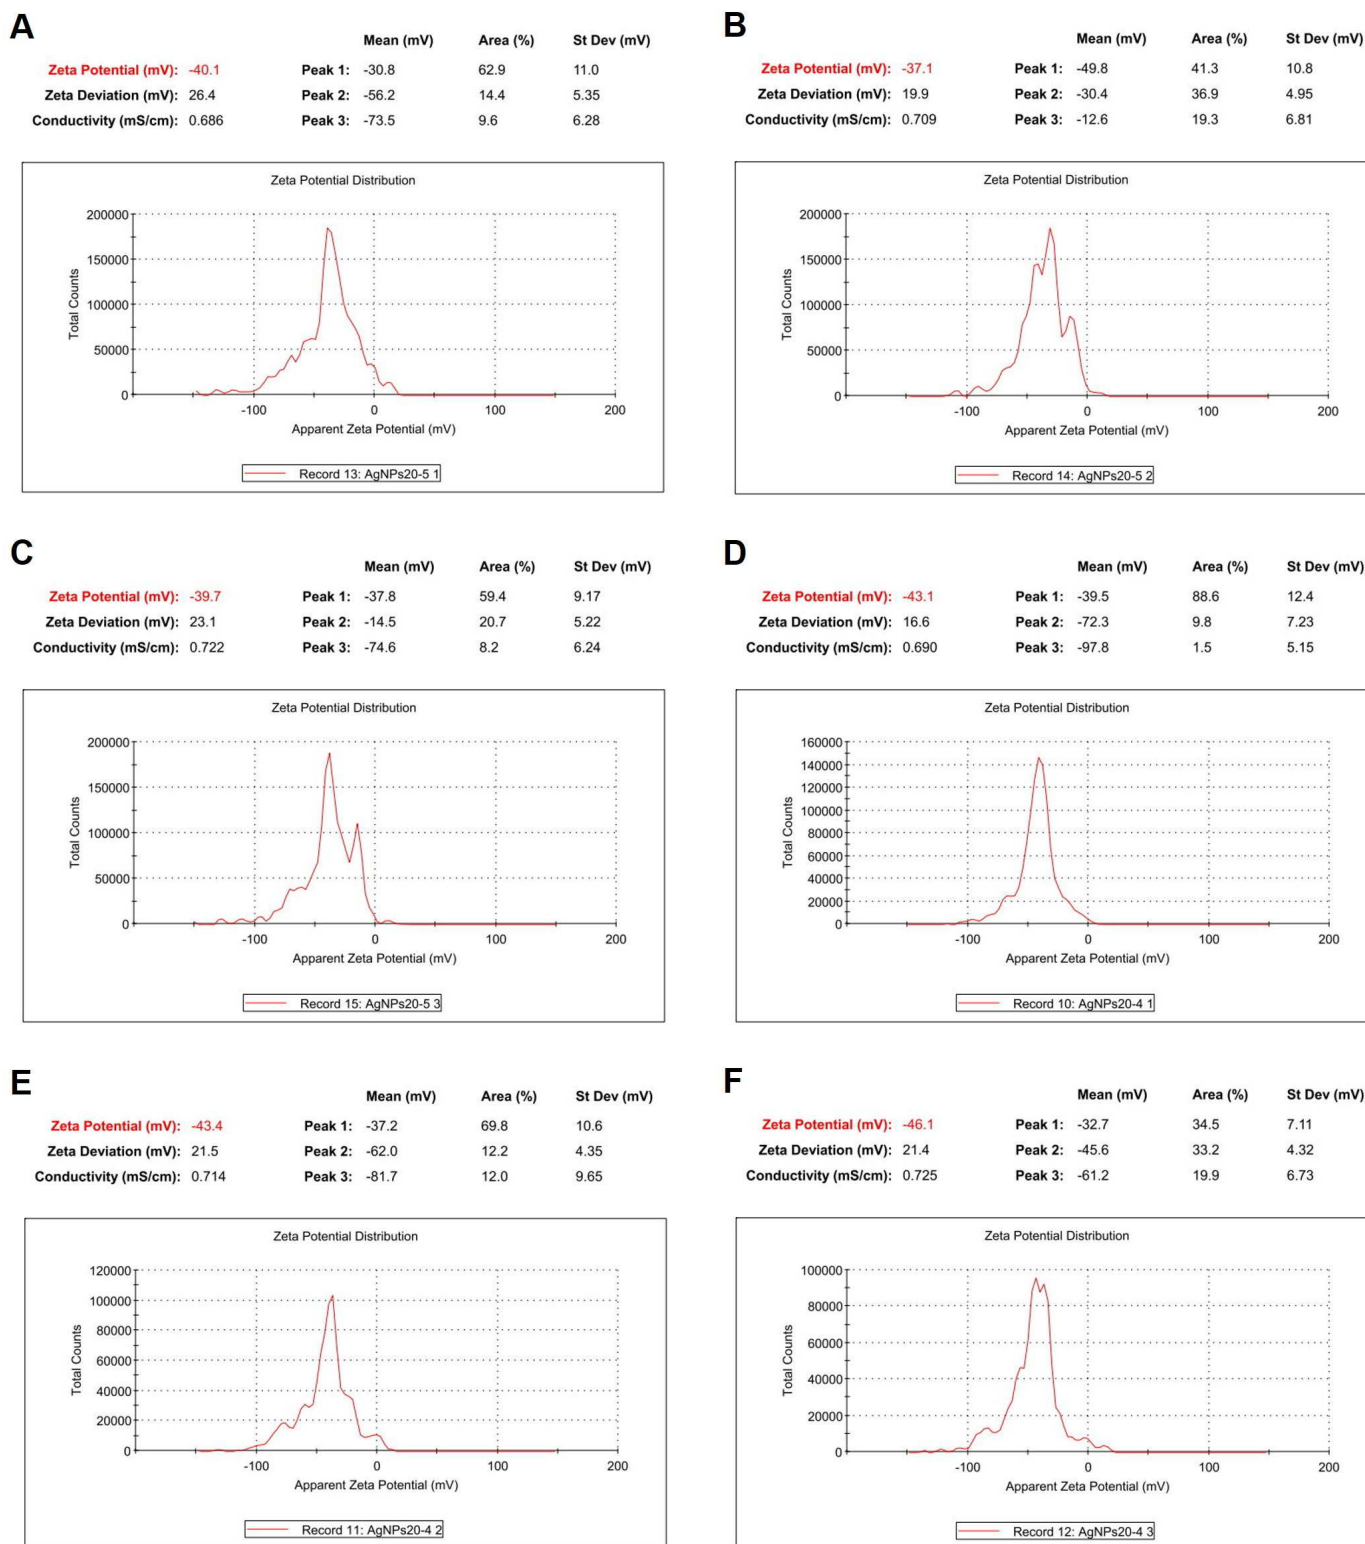 A
Mean (mV) Area (%) St Dev (mV)
Zeta Potential (mV): -40.1 Peak 1: -30.8 62.9 11.0
Zeta Deviation (mV): 26.4 Peak 2: -56.2 14.4 5.35
Conductivity (mS/cm): 0.686 Peak 3: -73.5 9.6 6.28
Zeta Potential Distribution
Total Counts
200000
150000
100000
50000
0
-100 0 100 200
Apparent Zeta Potential (mV)
Record 13: AgNPs20-5 1
B
Mean (mV) Area (%) St Dev (mV)
Zeta Potential (mV): -37.1 Peak 1: -49.8 41.3 10.8
Zeta Deviation (mV): 19.9 Peak 2: -30.4 36.9 4.95
Conductivity (mS/cm): 0.709 Peak 3: -12.6 19.3 6.81
Zeta Potential Distribution
Total Counts
200000
150000
100000
50000
0
-100 0 100 200
Apparent Zeta Potential (mV)
Record 14: AgNPs20-5 2
C
Mean (mV) Area (%) St Dev (mV)
Zeta Potential (mV): -39.7 Peak 1: -37.8 59.4 9.17
Zeta Deviation (mV): 23.1 Peak 2: -14.5 20.7 5.22
Conductivity (mS/cm): 0.722 Peak 3: -74.6 8.2 6.24
Zeta Potential Distribution
Total Counts
200000
150000
100000
50000
0
-100 0 100 200
Apparent Zeta Potential (mV)
Record 15: AgNPs20-5 3
D
Mean (mV) Area (%) St Dev (mV)
Zeta Potential (mV): -43.1 Peak 1: -39.5 88.6 12.4
Zeta Deviation (mV): 16.6 Peak 2: -72.3 9.8 7.23
Conductivity (mS/cm): 0.690 Peak 3: -97.8 1.5 5.15
Zeta Potential Distribution
Total Counts
160000
140000
120000
100000
80000
60000
40000
20000
0
-100 0 100 200
Apparent Zeta Potential (mV)
Record 10: AgNPs20-4 1
E
Mean (mV) Area (%) St Dev (mV)
Zeta Potential (mV): -43.4 Peak 1: -37.2 69.8 10.6
Zeta Deviation (mV): 21.5 Peak 2: -62.0 12.2 4.35
Conductivity (mS/cm): 0.714 Peak 3: -81.7 12.0 9.65
Zeta Potential Distribution
Total Counts
120000
100000
80000
60000
40000
20000
0
-100 0 100 200
Apparent Zeta Potential (mV)
Record 11: AgNPs20-4 2
F
Mean (mV) Area (%) St Dev (mV)
Zeta Potential (mV): -46.1 Peak 1: -32.7 34.5 7.11
Zeta Deviation (mV): 21.4 Peak 2: -45.6 33.2 4.32
Conductivity (mS/cm): 0.725 Peak 3: -61.2 19.9 6.73
Zeta Potential Distribution
Total Counts
100000
80000
60000
40000
20000
0
-100 0 100 200
Apparent Zeta Potential (mV)
Record 12: AgNPs20-4 3